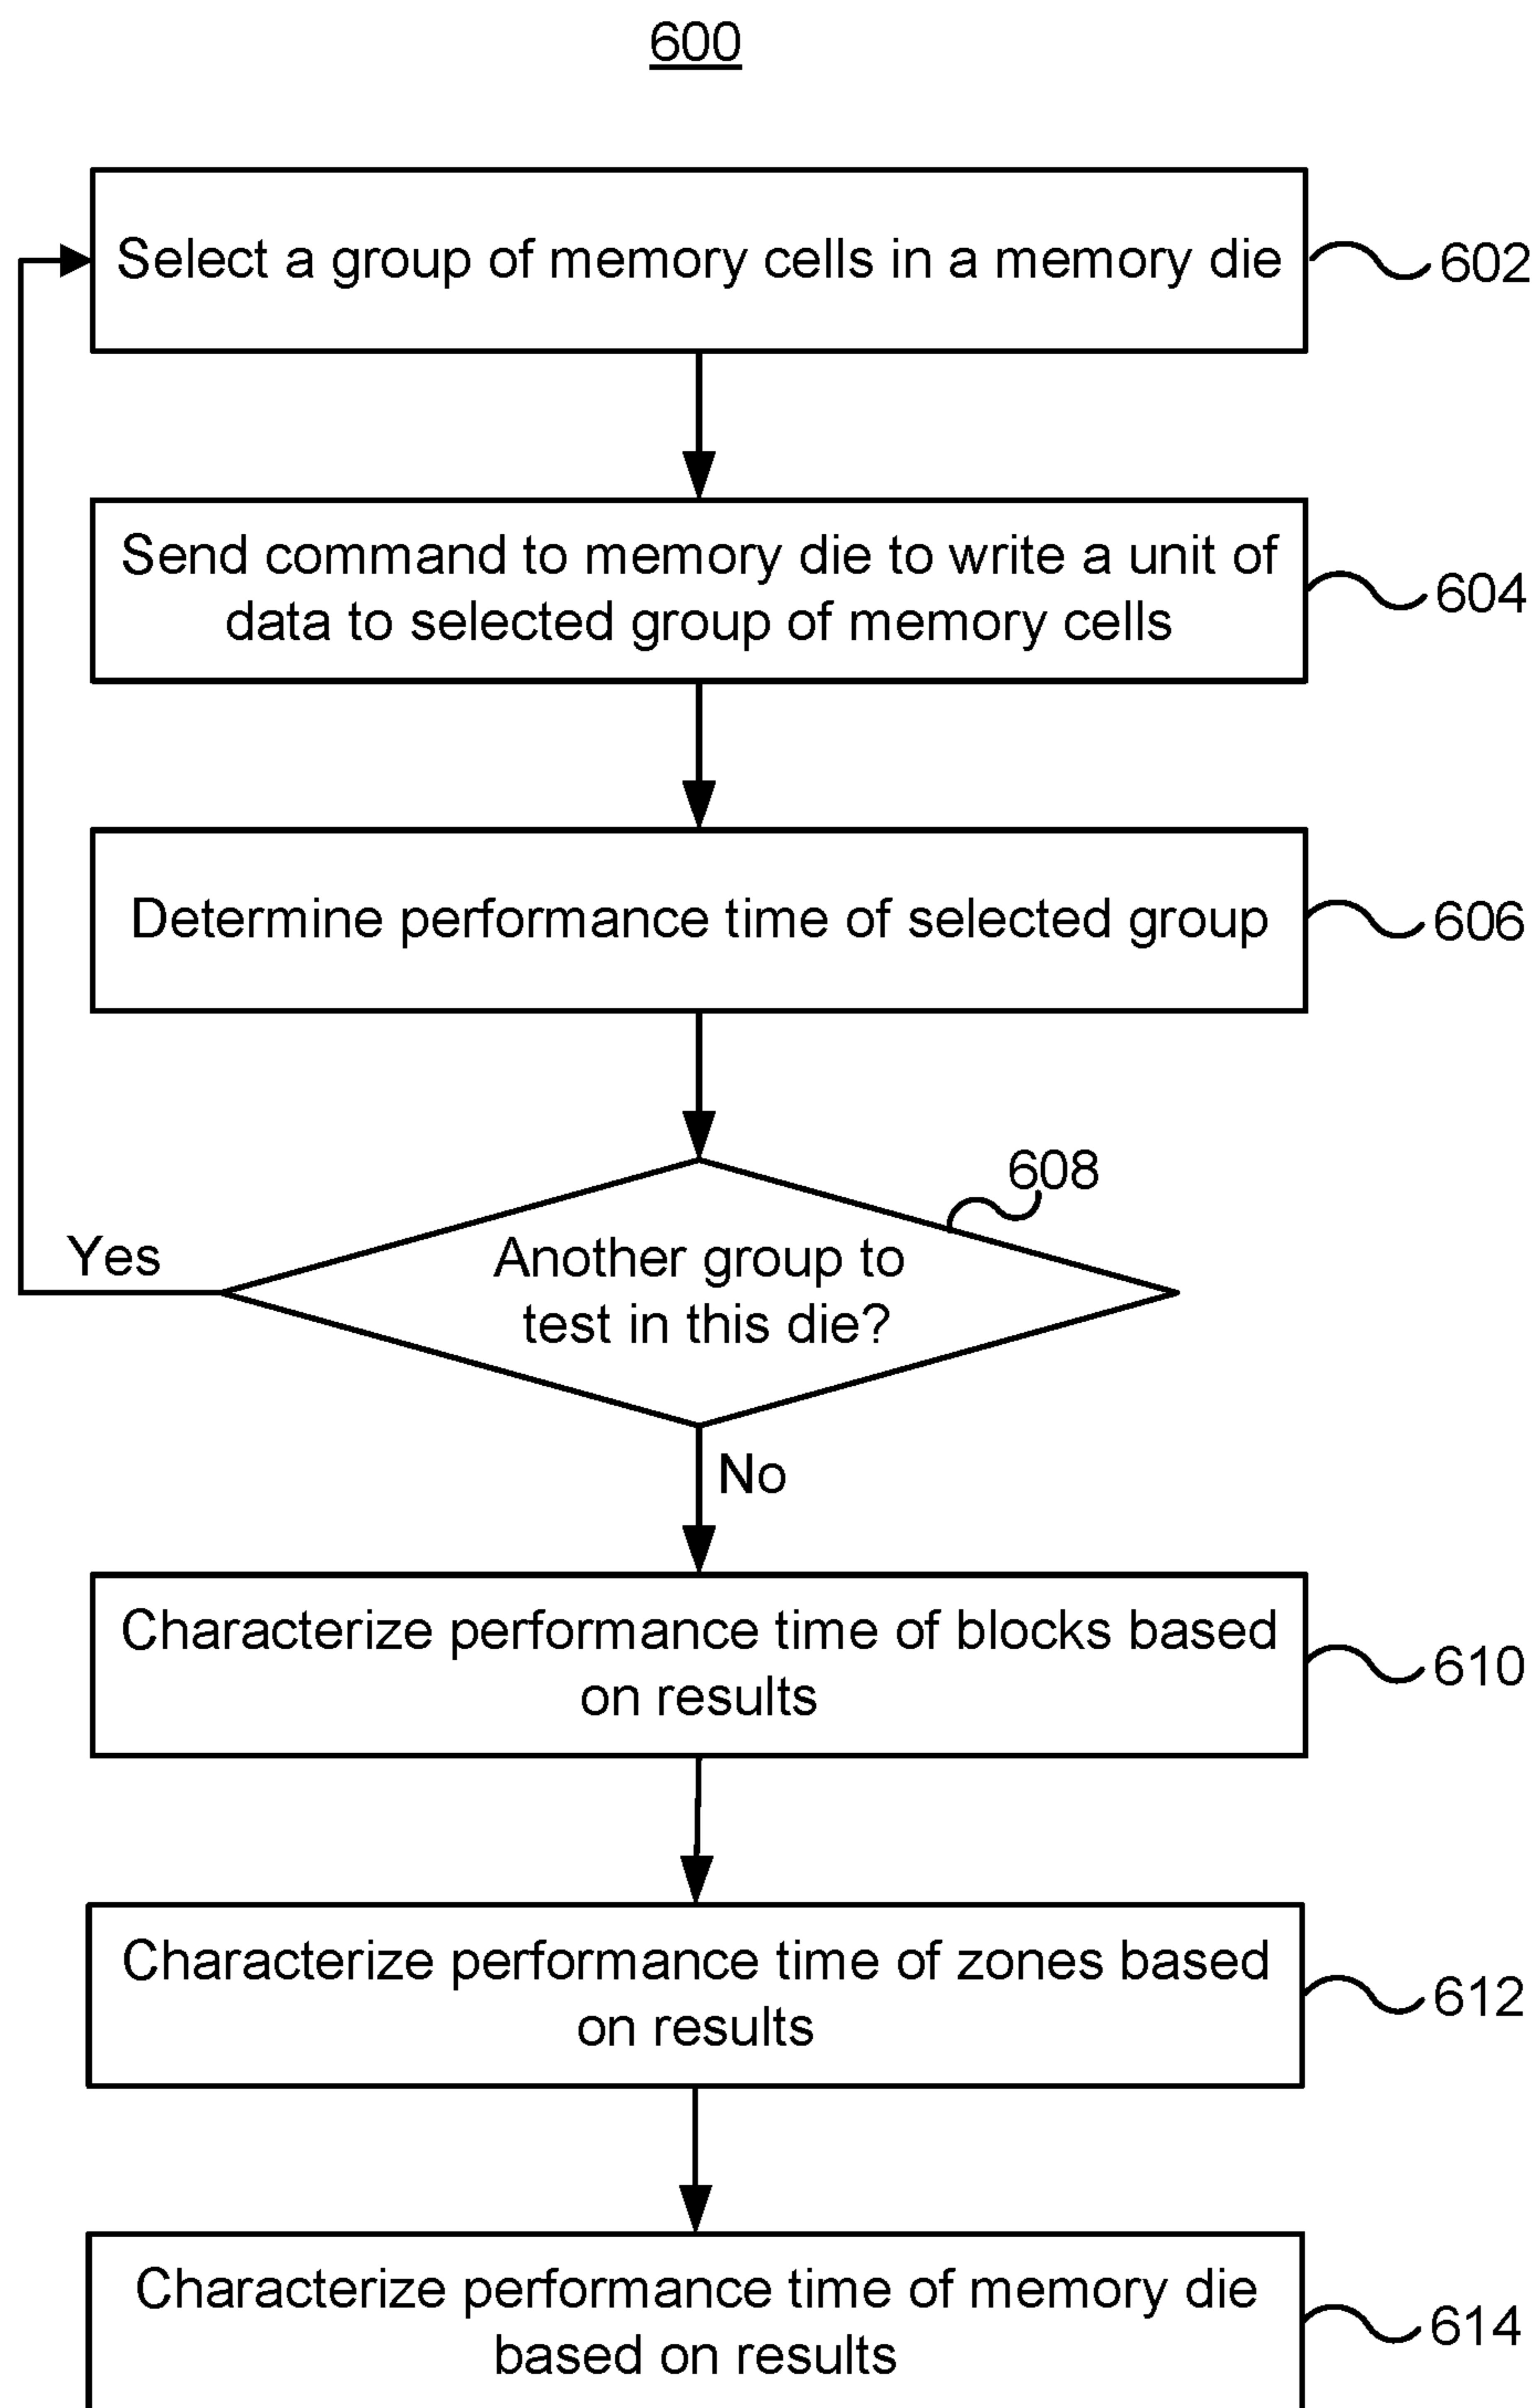 600
Select a group of memory cells in a memory die
602
Send command to memory die to write a unit of
data to selected group of memory cells
604
Determine performance time of selected group
606
608
Another group to
test in this die?
Yes
No
Characterize performance time of blocks based
on results
610
Characterize performance time of zones based
on results
612
Characterize performance time of memory die
based on results
614